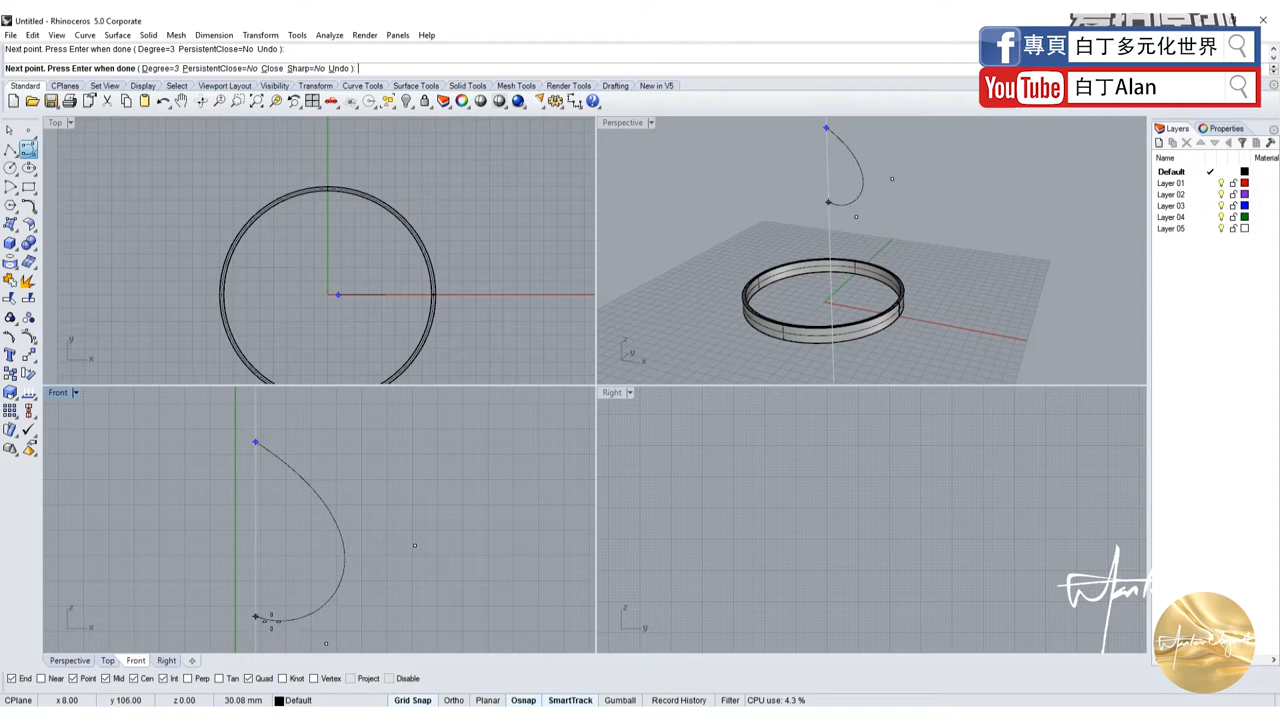 Untitled - Rhinoceros 5.0 Corporate
File Edit View Curve Surface Solid Mesh Dimension Transform Tools Analyze Render Panels Help
Next point. Press Enter when done ( Degree=3 PersistentClose=No Undo ):
Next point. Press Enter when done ( Degree=3 PersistentClose=No Close Sharp=No Undo ):
專頁 白丁多元化世界
YouTube 白丁Alan
Standard CPlanes Set View Display Select Viewport Layout Visibility Transform Curve Tools Surface Tools Solid Tools Mesh Tools Render Tools Drafting New in V5
Top
Perspective
Layers Properties
Name Material
Default
Layer 01
Layer 02
Layer 03
Layer 04
Layer 05
y x
z y x
Front
Right
z x
z y
Perspective Top Front Right
End Near Point Mid Cen Int Perp Tan Quad Knot Vertex Project Disable
CPlane x 8.00 y 106.00 z 0.00 30.08 mm Default Grid Snap Ortho Planar Osnap SmartTrack Gumball Record History Filter CPU use: 4.3 %